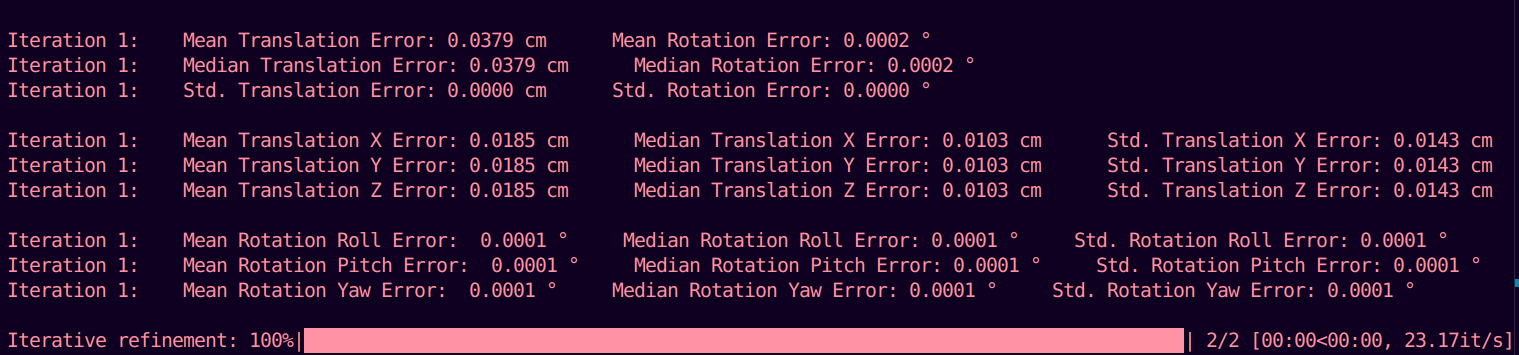 Iteration 1:    Mean Translation Error: 0.0379 cm      Mean Rotation Error: 0.0002 °
Iteration 1:    Median Translation Error: 0.0379 cm      Median Rotation Error: 0.0002 °
Iteration 1:    Std. Translation Error: 0.0000 cm      Std. Rotation Error: 0.0000 °
Iteration 1:    Mean Translation X Error: 0.0185 cm      Median Translation X Error: 0.0103 cm      Std. Translation X Error: 0.0143 cm
Iteration 1:    Mean Translation Y Error: 0.0185 cm      Median Translation Y Error: 0.0103 cm      Std. Translation Y Error: 0.0143 cm
Iteration 1:    Mean Translation Z Error: 0.0185 cm      Median Translation Z Error: 0.0103 cm      Std. Translation Z Error: 0.0143 cm
Iteration 1:    Mean Rotation Roll Error:  0.0001 °     Median Rotation Roll Error: 0.0001 °     Std. Rotation Roll Error: 0.0001 °
Iteration 1:    Mean Rotation Pitch Error:  0.0001 °     Median Rotation Pitch Error: 0.0001 °     Std. Rotation Pitch Error: 0.0001 °
Iteration 1:    Mean Rotation Yaw Error:  0.0001 °     Median Rotation Yaw Error: 0.0001 °     Std. Rotation Yaw Error: 0.0001 °
Iterative refinement: 100%| | 2/2 [00:00<00:00, 23.17it/s]